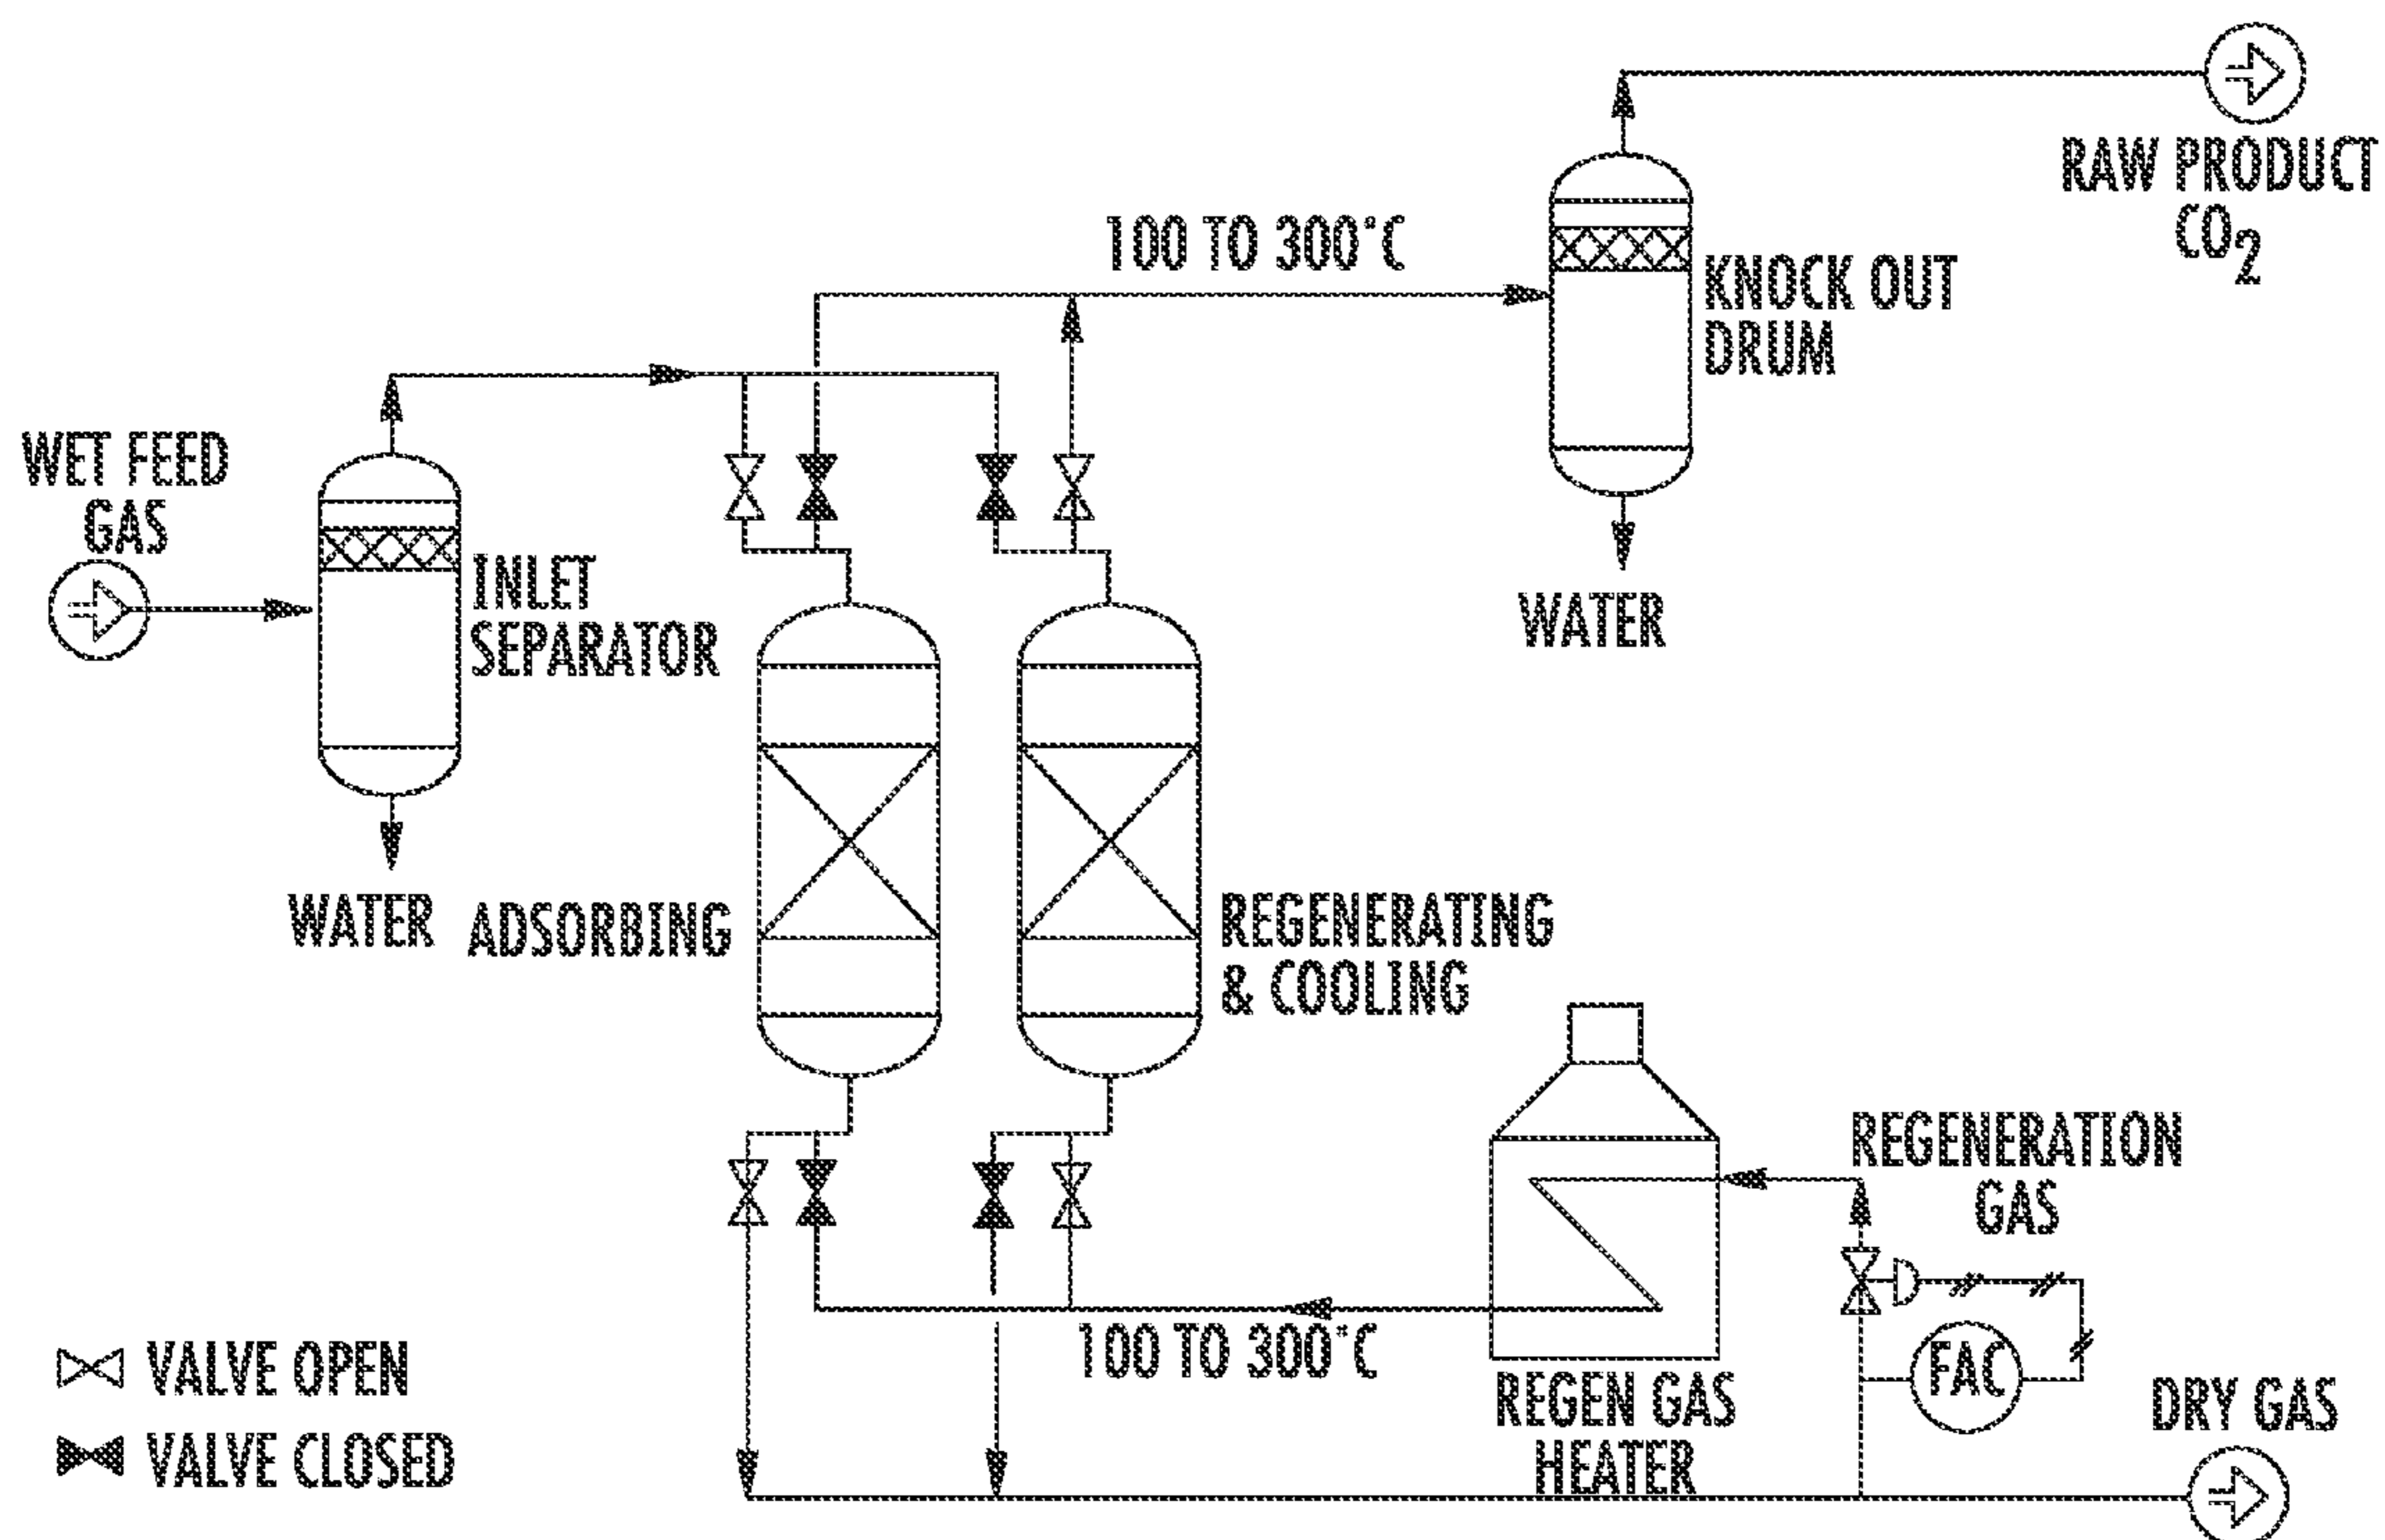 RAW PRODUCT
CO2
100 TO 300°C
KNOCK OUT
DRUM
WET FEED
GAS
INLET
SEPARATOR
WATER
WATER
ADSORBING
REGENERATING
& COOLING
REGENERATION
GAS
100 TO 300°C
FAC
REGEN GAS
HEATER
DRY GAS
VALVE OPEN
VALVE CLOSED